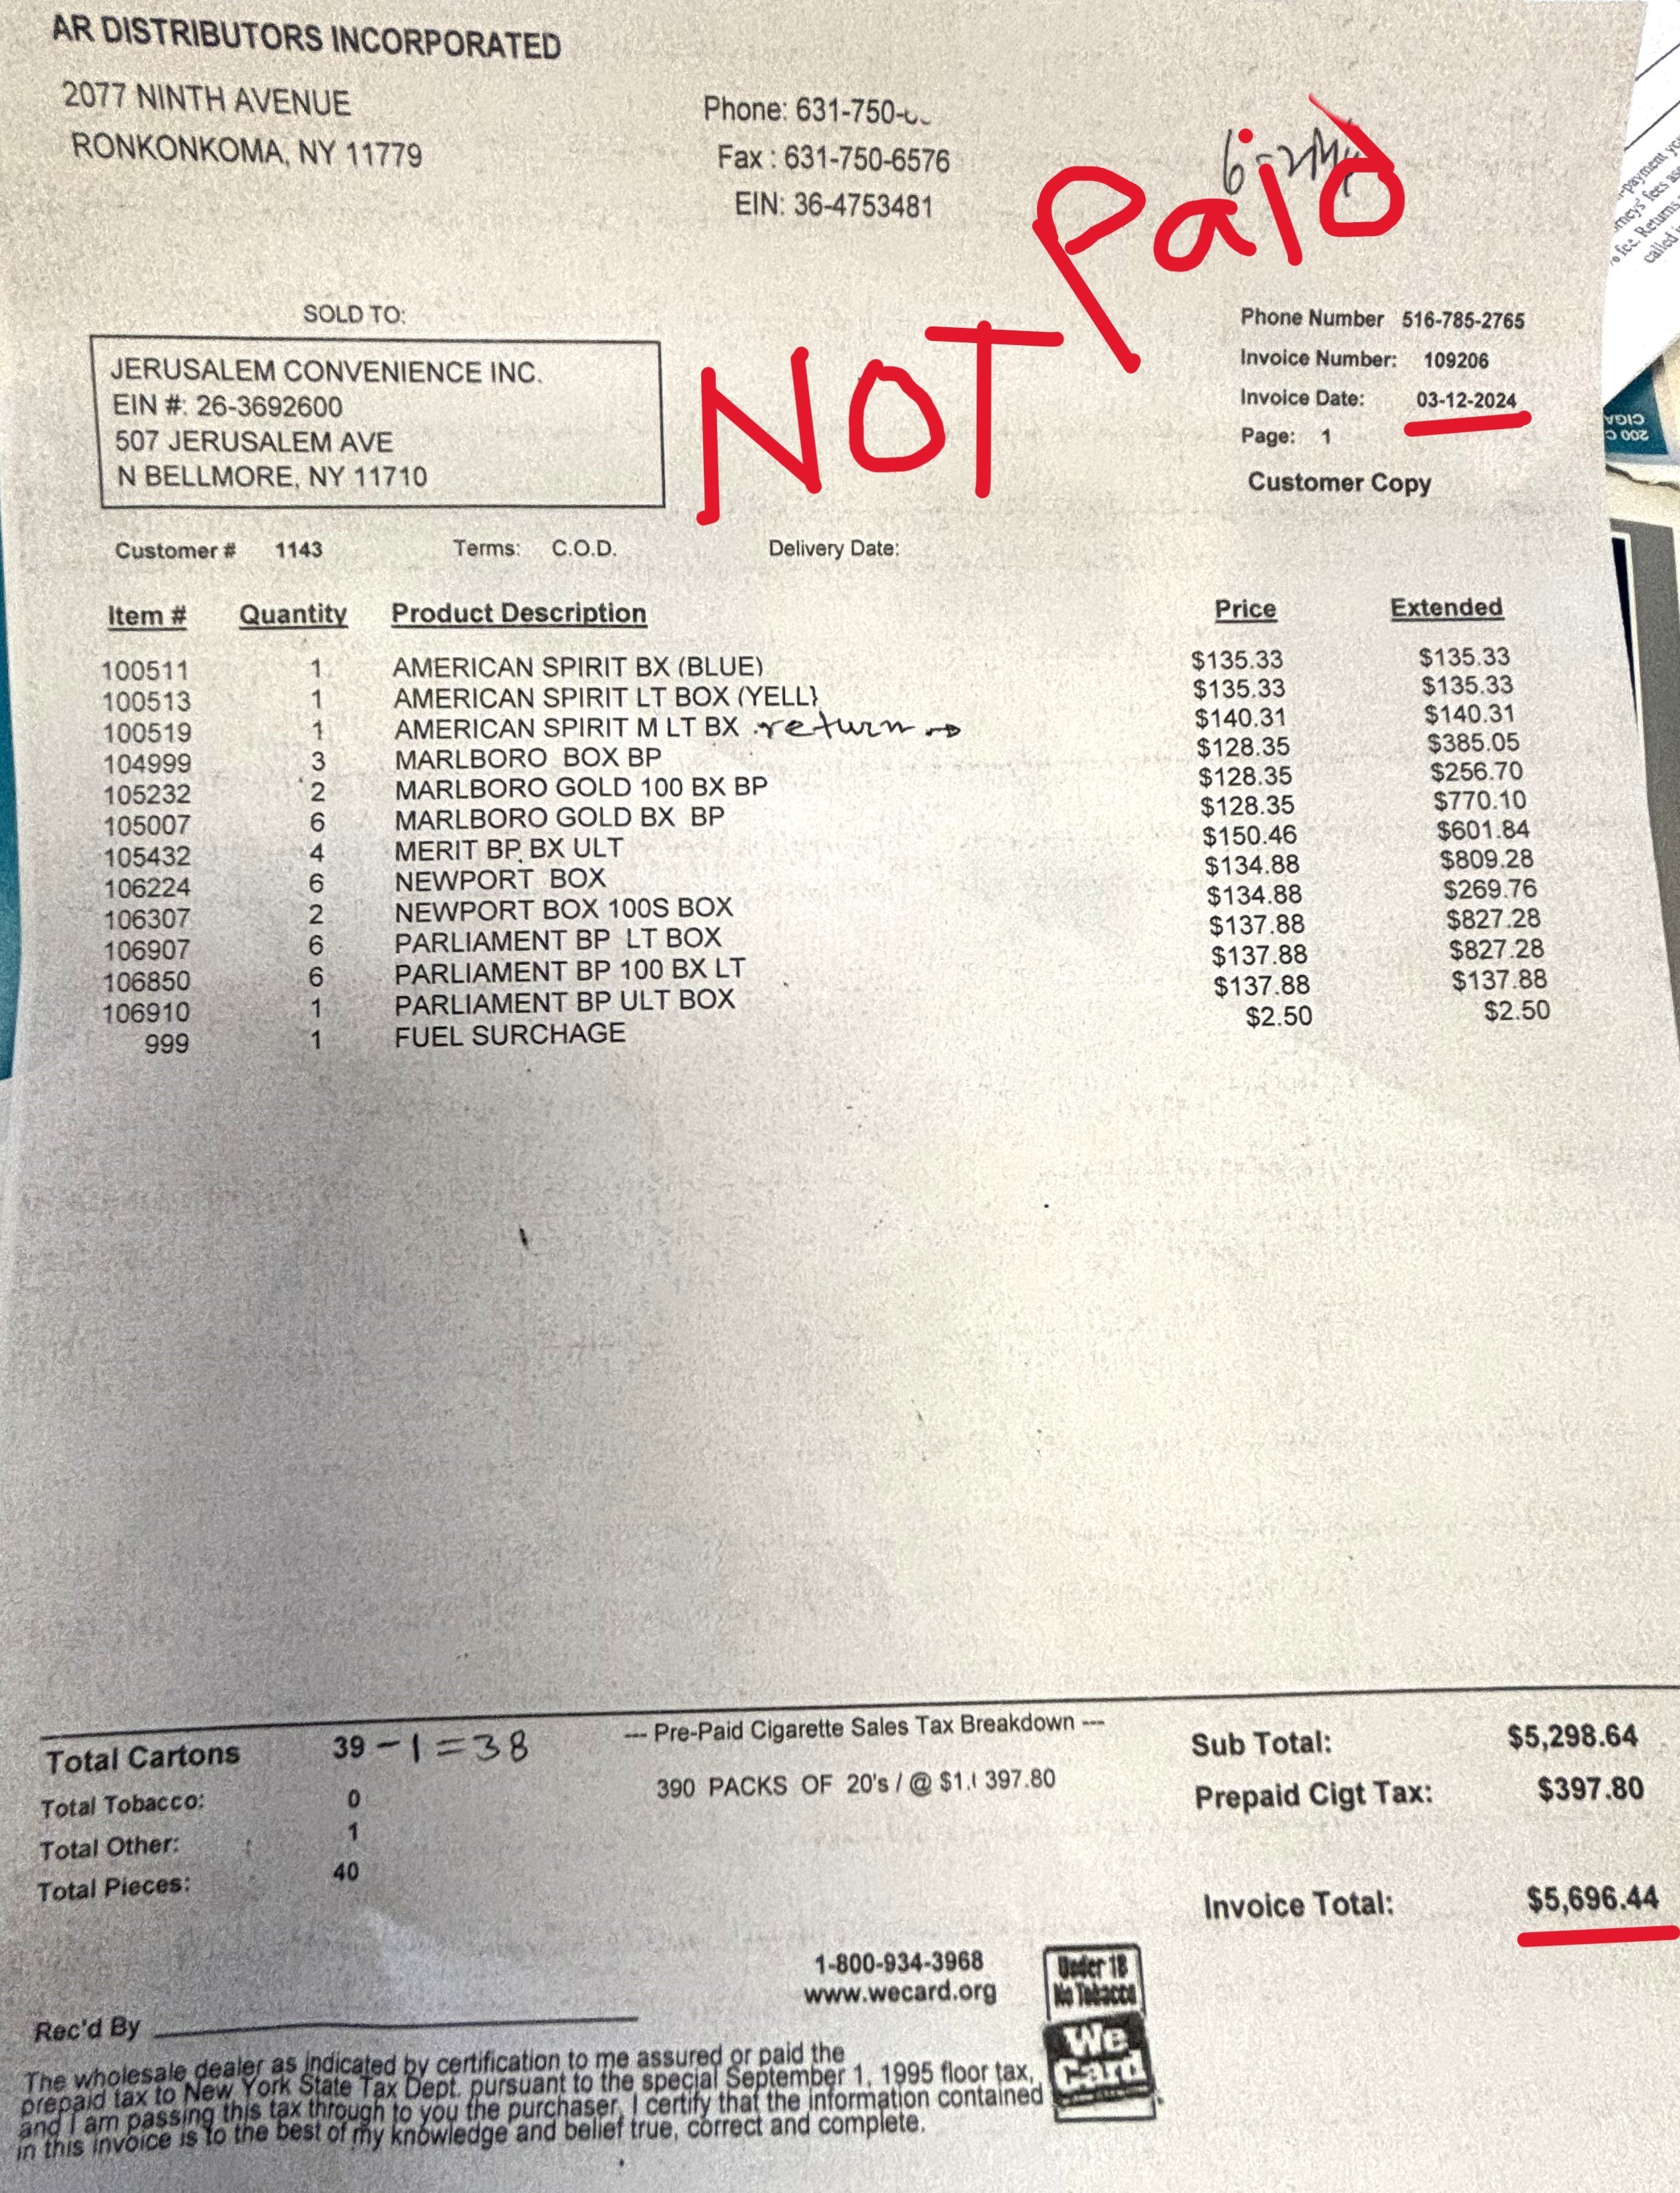 AR DISTRIBUTORS INCORPORATED
2077 NINTH AVENUE
RONKONKOMA, NY 11779
Phone: 631-750-
Fax : 631-750-6576
EIN: 36-4753481
NOT Paid
SOLD TO:
JERUSALEM CONVENIENCE INC.
EIN #: 26-3692600
507 JERUSALEM AVE
N BELLMORE, NY 11710
Phone Number 516-785-2765
Invoice Number: 109206
Invoice Date: 03-12-2024
Page: 1
Customer Copy
Customer # 1143 Terms: C.O.D. Delivery Date:
Item # Quantity Product Description Price Extended
100511 1 AMERICAN SPIRIT BX (BLUE) $135.33 $135.33
100513 1 AMERICAN SPIRIT LT BOX (YELL} $135.33 $135.33
100519 1 AMERICAN SPIRIT M LT BX return → $140.31 $140.31
104999 3 MARLBORO BOX BP $128.35 $385.05
105232 2 MARLBORO GOLD 100 BX BP $128.35 $256.70
105007 6 MARLBORO GOLD BX BP $128.35 $770.10
105432 4 MERIT BP BX ULT $150.46 $601.84
106224 6 NEWPORT BOX $134.88 $809.28
106307 2 NEWPORT BOX 100S BOX $134.88 $269.76
106907 6 PARLIAMENT BP LT BOX $137.88 $827.28
106850 6 PARLIAMENT BP 100 BX LT $137.88 $827.28
106910 1 PARLIAMENT BP ULT BOX $137.88 $137.88
999 1 FUEL SURCHAGE $2.50 $2.50
Total Cartons 39 - 1 = 38
Total Tobacco: 0
Total Other: 1
Total Pieces: 40
--- Pre-Paid Cigarette Sales Tax Breakdown ---
390 PACKS OF 20's / @ $1.( 397.80
Sub Total: $5,298.64
Prepaid Cigt Tax: $397.80
Invoice Total: $5,696.44
1-800-934-3968
www.wecard.org
Under 18
No Tobacco
We
Card
Rec'd By
The wholesale dealer as indicated by certification to me assured or paid the
prepaid tax to New York State Tax Dept. pursuant to the special September 1, 1995 floor tax,
and I am passing this tax through to you the purchaser. I certify that the information contained
in this invoice is to the best of my knowledge and belief true, correct and complete.